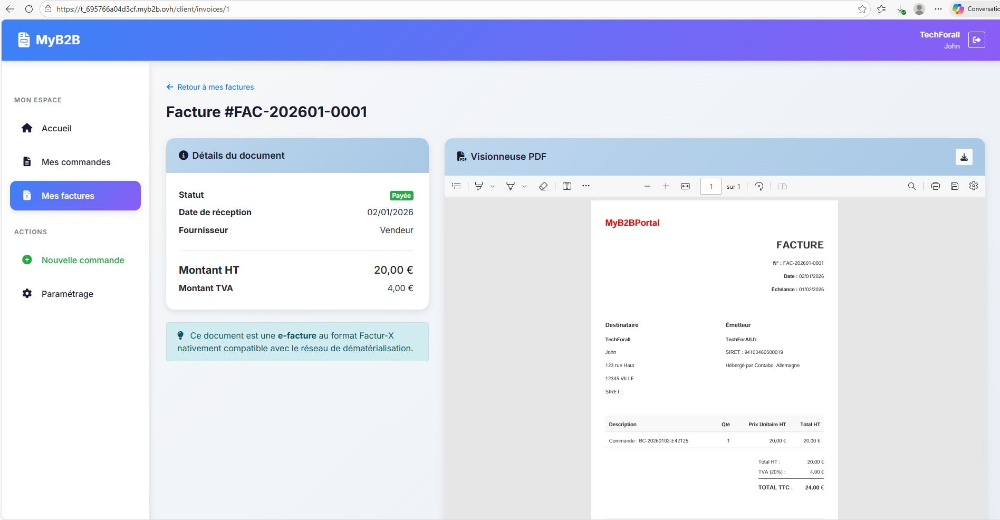 https://t_695766a04d3cf.myb2b.ovh/client/invoices/1
MyB2B
TechForall
John
MON ESPACE
Accueil
Mes commandes
Mes factures
ACTIONS
Nouvelle commande
Paramétrage
Retour à mes factures
Facture #FAC-202601-0001
Détails du document
Statut Payée
Date de réception 02/01/2026
Fournisseur Vendeur
Montant HT 20,00 €
Montant TVA 4,00 €
Ce document est une e-facture au format Factur-X
nativement compatible avec le réseau de dématérialisation.
Visionneuse PDF
1 sur 1
MyB2BPortal
FACTURE
N° : FAC-202601-0001
Date : 02/01/2026
Échéance : 01/02/2026
Destinataire
TechForall
John
123 rue Haut
12345 VILLE
SIRET :
Émetteur
TechForAll.fr
SIRET : 94103460500019
Hébergé par Contabo, Allemagne
Description Qté Prix Unitaire HT Total HT
Commande : BC-20260102-E42125 1 20,00 € 20,00 €
Total HT : 20,00 €
TVA (20%) : 4,00 €
TOTAL TTC : 24,00 €